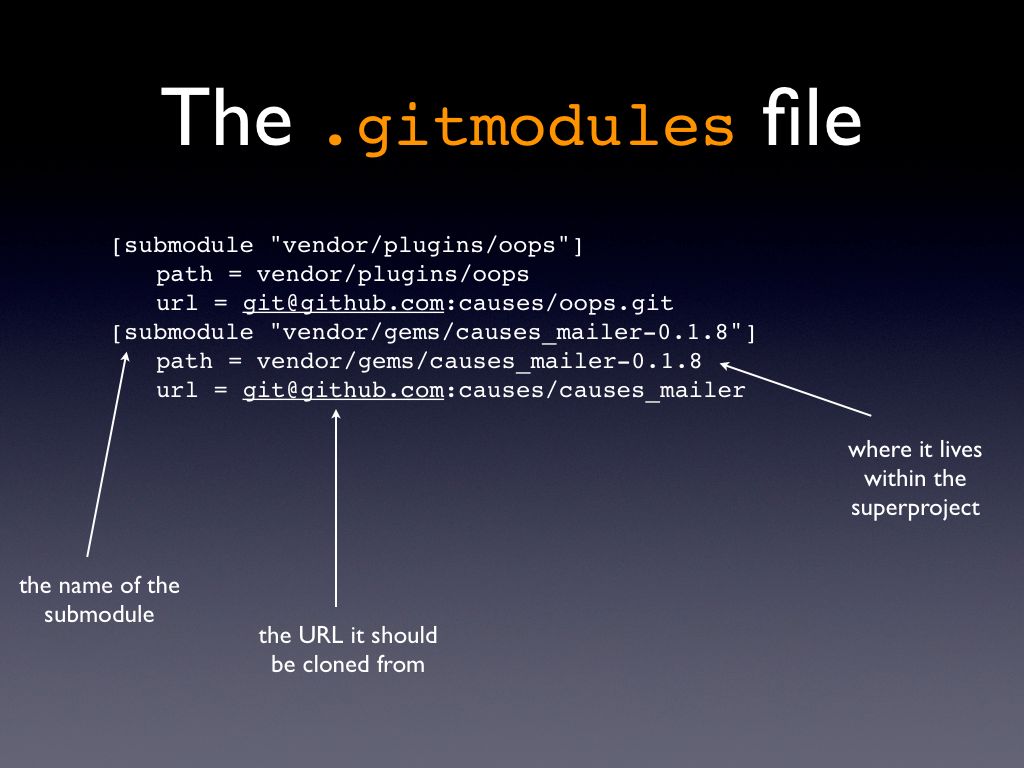 The .gitmodules file
[submodule "vendor/plugins/oops"]
path = vendor/plugins/oops
url = git@github.com:causes/oops.git
[submodule "vendor/gems/causes_mailer-0.1.8"]
path = vendor/gems/causes_mailer-0.1.8
url = git@github.com:causes/causes_mailer
where it lives
within the
superproject
the name of the
submodule
the URL it should
be cloned from